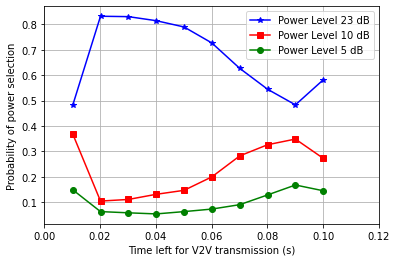 Power Level 23 dB
Power Level 10 dB
Power Level 5 dB
Probability of power selection
0.8
0.7
0.6
0.5
0.4
0.3
0.2
0.1
0.00 0.02 0.04 0.06 0.08 0.10 0.12
Time left for V2V transmission (s)